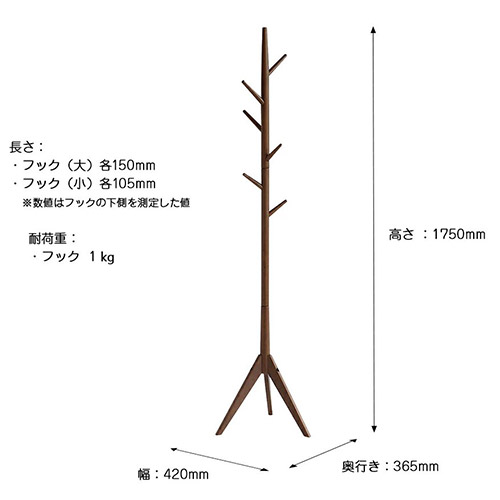 長さ：
・フック（大）各150mm
・フック（小）各105mm
※数値はフックの下側を測定した値
耐荷重：
・フック 1 kg
高さ ：1750mm
幅：420mm
奥行き：365mm